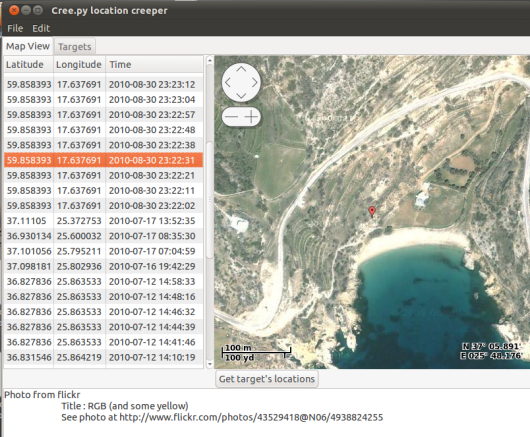 Cree.py location creeper
File Edit
Map View Targets
Latitude Longitude Time
59.858393 17.637691 2010-08-30 23:23:12
59.858393 17.637691 2010-08-30 23:23:04
59.858393 17.637691 2010-08-30 23:22:57
59.858393 17.637691 2010-08-30 23:22:48
59.858393 17.637691 2010-08-30 23:22:38
59.858393 17.637691 2010-08-30 23:22:31
59.858393 17.637691 2010-08-30 23:22:21
59.858393 17.637691 2010-08-30 23:22:11
59.858393 17.637691 2010-08-30 23:22:02
37.11105 25.372753 2010-07-17 13:52:35
36.930134 25.600032 2010-07-17 08:35:30
37.101056 25.795211 2010-07-17 07:04:59
37.098181 25.802936 2010-07-16 19:42:29
36.827836 25.863533 2010-07-12 14:58:33
36.827836 25.863533 2010-07-12 14:48:16
36.827836 25.863533 2010-07-12 14:46:32
36.827836 25.863533 2010-07-12 14:44:39
36.827836 25.863533 2010-07-12 14:41:46
36.831546 25.864219 2010-07-12 14:10:19
100 m
100 yd
N 37° 05.891'
E 025° 48.176'
Get target's locations
Photo from flickr
Title : RGB (and some yellow)
See photo at http://www.flickr.com/photos/43529418@N06/4938824255